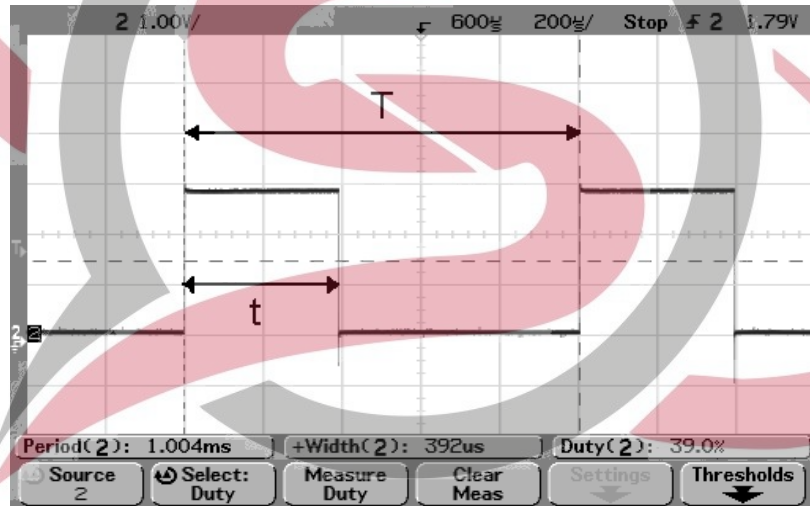 2 1.00V/ 600us 200us/ Stop 2 1.79V
T
t
2
Period(2): 1.004ms +Width(2): 392us Duty(2): 39.0%
Source 2 Select: Duty Measure Duty Clear Meas Settings Thresholds